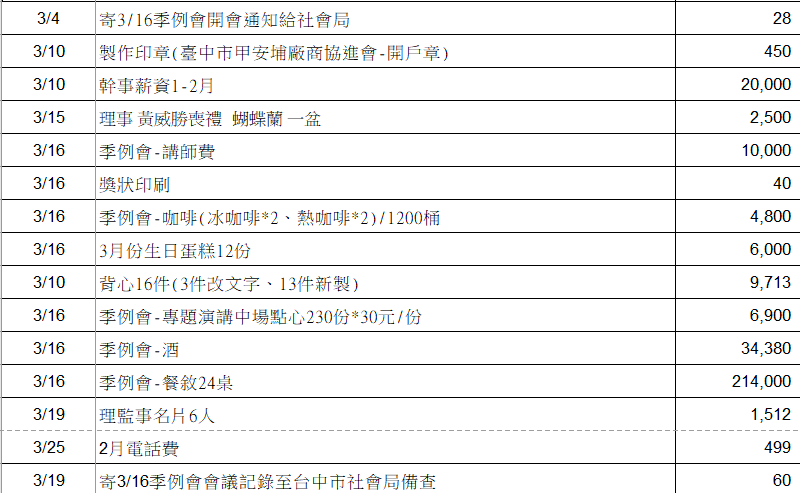 3/4 寄3/16季例會開會通知給社會局 28
3/10 製作印章(臺中市甲安埔廠商協進會-開戶章) 450
3/10 幹事薪資1-2月 20,000
3/15 理事 黃威勝喪禮 蝴蝶蘭 一盆 2,500
3/16 季例會-講師費 10,000
3/16 獎狀印刷 40
3/16 季例會-咖啡(冰咖啡*2、熱咖啡*2)/1200桶 4,800
3/16 3月份生日蛋糕12份 6,000
3/10 背心16件(3件改文字、13件新製) 9,713
3/16 季例會-專題演講中場點心230份*30元/份 6,900
3/16 季例會-酒 34,380
3/16 季例會-餐敘24桌 214,000
3/19 理監事名片6人 1,512
3/25 2月電話費 499
3/19 寄3/16季例會會議記錄至台中市社會局備查 60